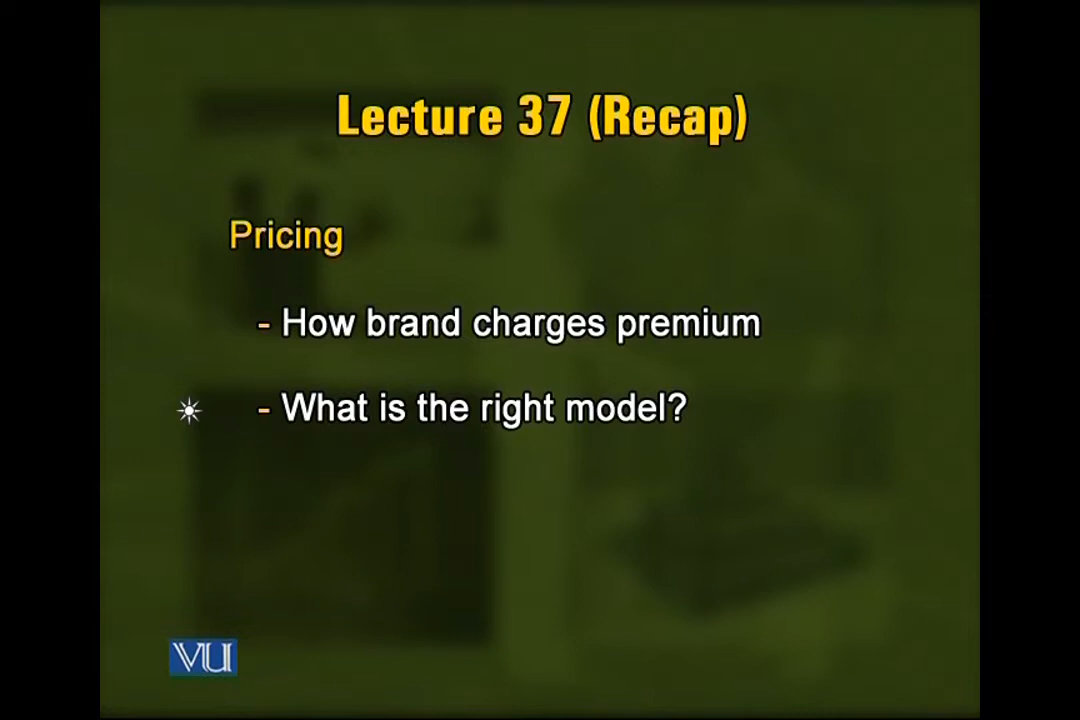 Lecture 37 (Recap)
Pricing
- How brand charges premium
- What is the right model?
VU